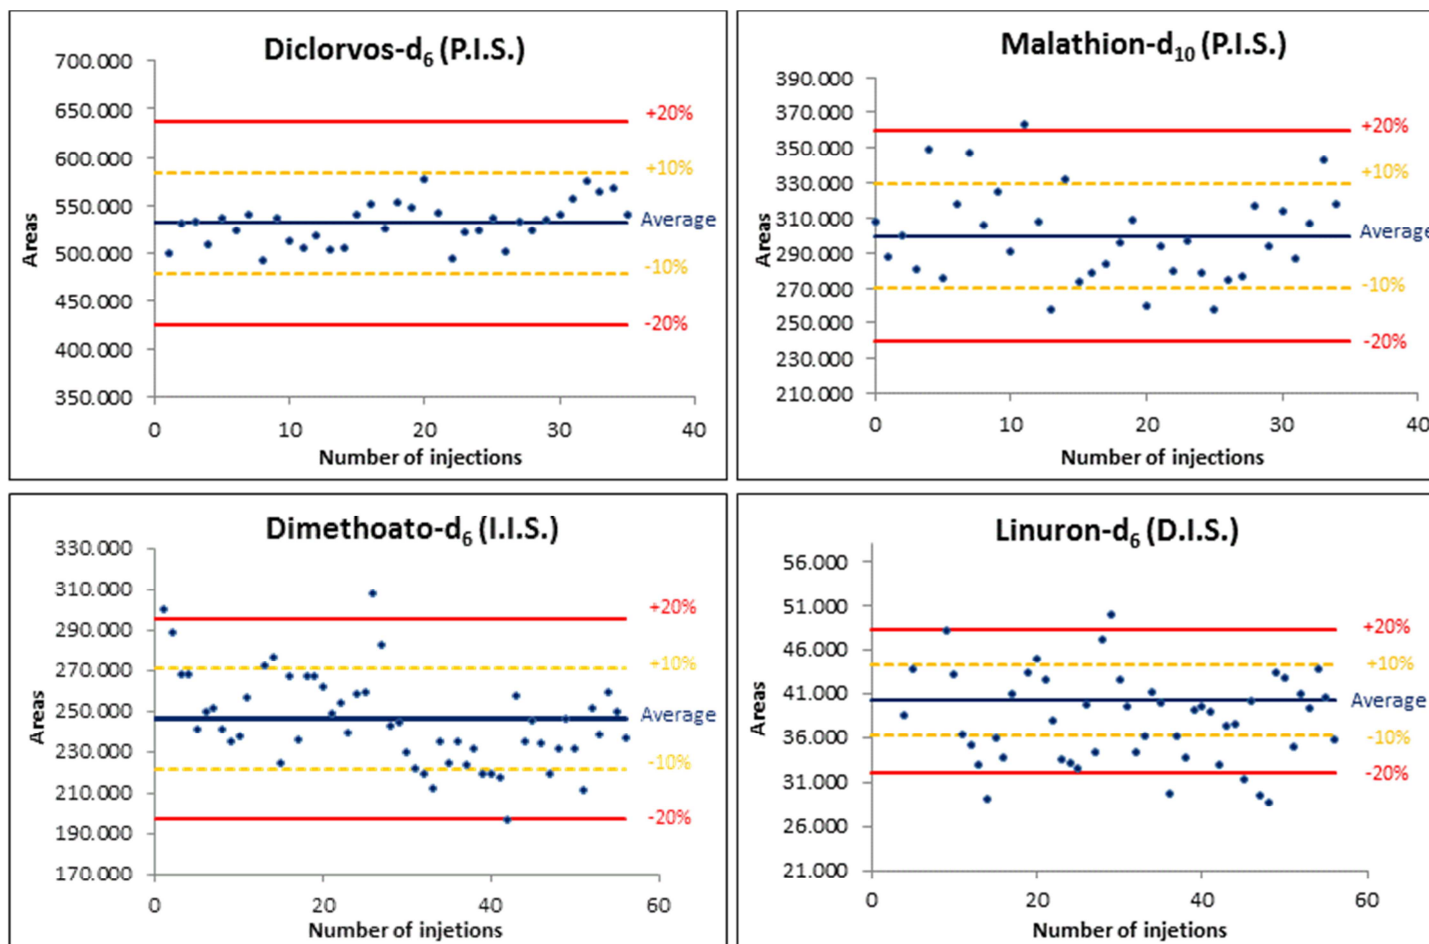 Diclorvos-d6 (P.I.S.)
700.000
650.000
600.000
550.000
500.000
450.000
400.000
350.000
Areas
+20%
+10%
Average
-10%
-20%
0 10 20 30 40
Number of injections
Malathion-d10 (P.I.S.)
390.000
370.000
350.000
330.000
310.000
290.000
270.000
250.000
230.000
210.000
Areas
+20%
+10%
Average
-10%
-20%
0 10 20 30 40
Number of injections
Dimethoato-d6 (I.I.S.)
330.000
310.000
290.000
270.000
250.000
230.000
210.000
190.000
170.000
Areas
+20%
+10%
Average
-10%
-20%
0 20 40 60
Number of injetions
Linuron-d6 (D.I.S.)
56.000
51.000
46.000
41.000
36.000
31.000
26.000
21.000
Areas
+20%
+10%
Average
-10%
-20%
0 20 40 60
Number of injections